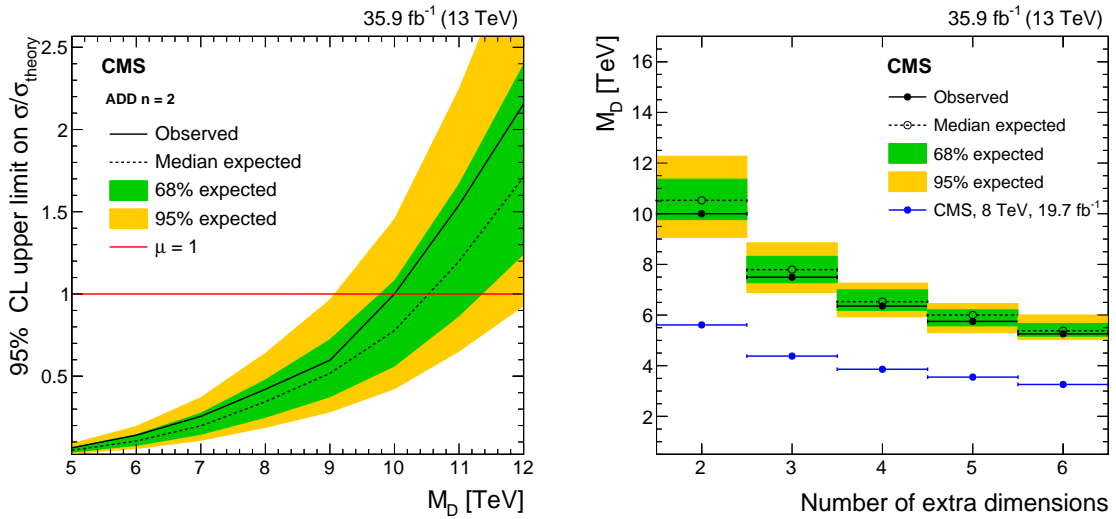 35.9 fb⁻¹ (13 TeV)
95% CL upper limit on σ/σ_theory
2.5
2
1.5
1
0.5
CMS
ADD n = 2
Observed
Median expected
68% expected
95% expected
μ = 1
5 6 7 8 9 10 11 12
M_D [TeV]
35.9 fb⁻¹ (13 TeV)
M_D [TeV]
16
14
12
10
8
6
4
2
CMS
Observed
Median expected
68% expected
95% expected
CMS, 8 TeV, 19.7 fb⁻¹
2 3 4 5 6
Number of extra dimensions